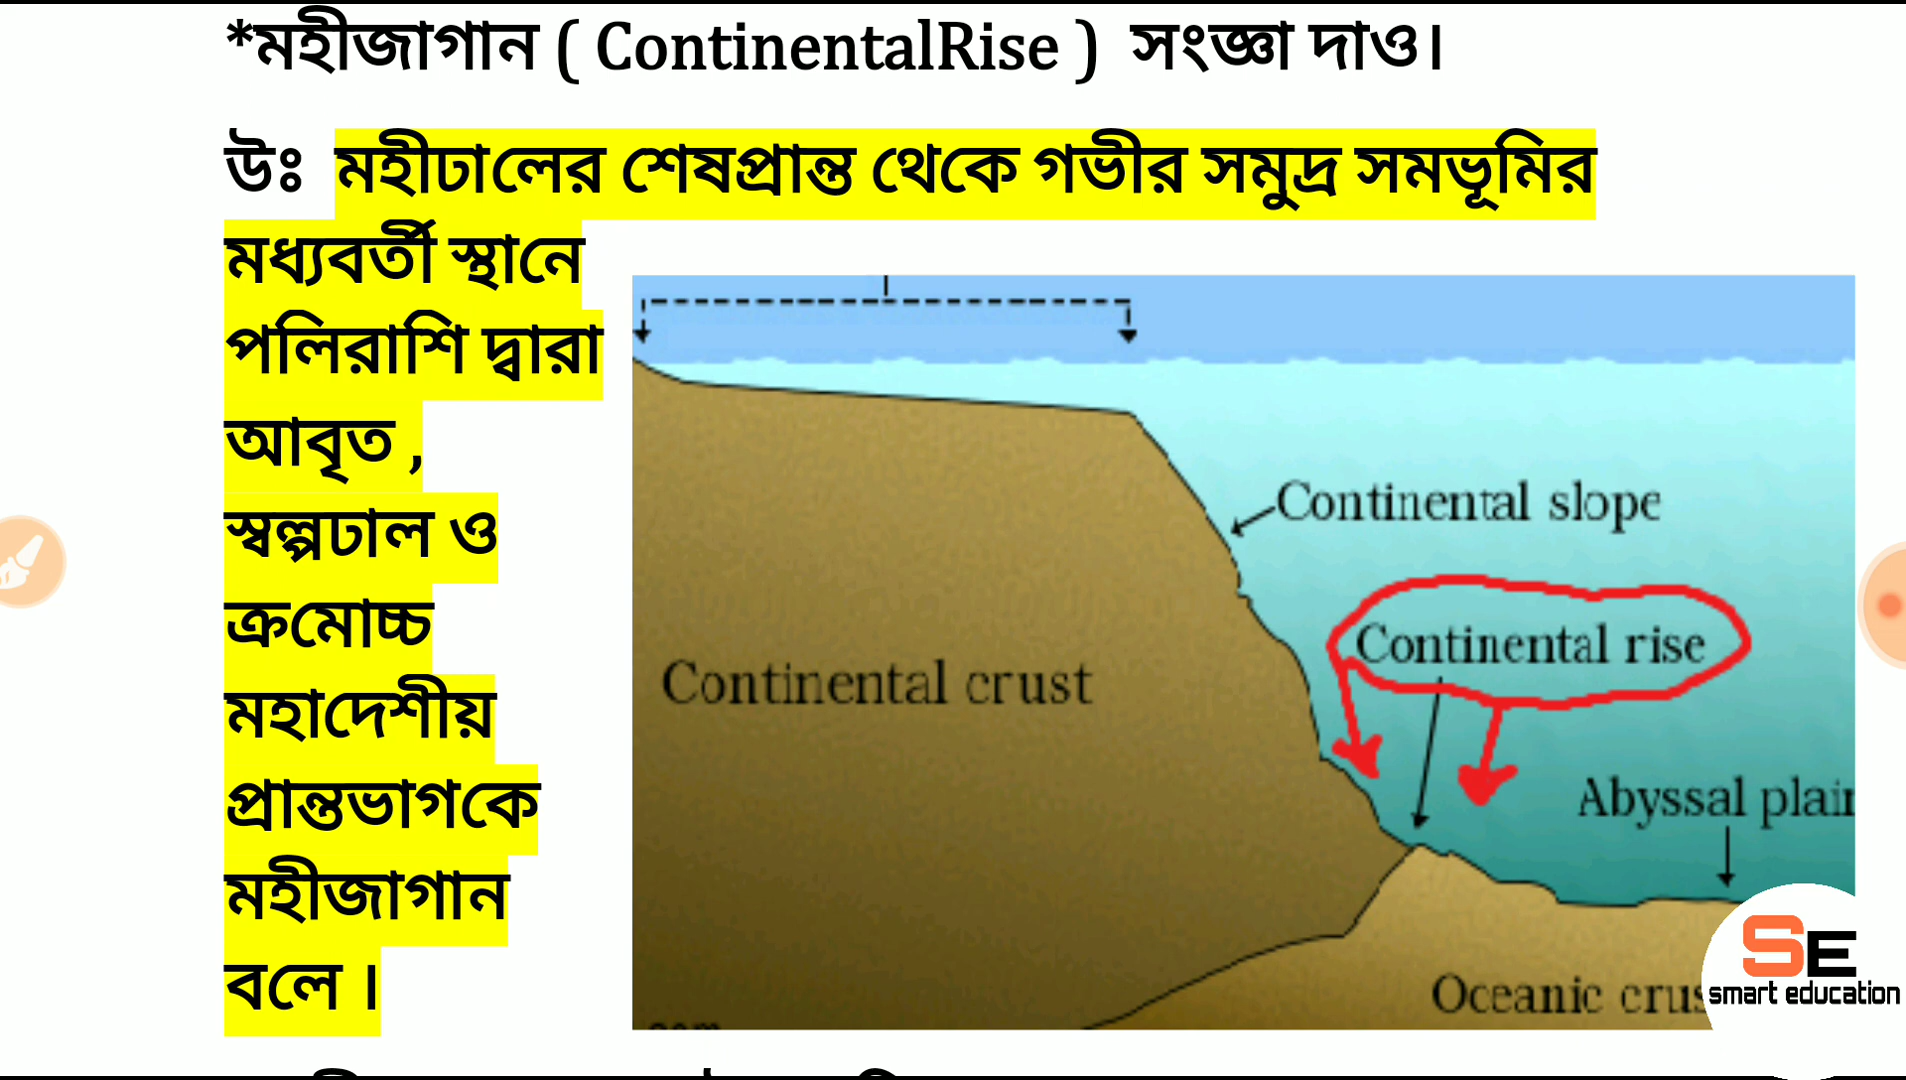 *মহীজাগান ( ContinentalRise ) সংজ্ঞা দাও।
উঃ মহীঢালের শেষপ্রান্ত থেকে গভীর সমুদ্র সমভূমির
মধ্যবর্তী স্থানে
পলিরাশি দ্বারা
আবৃত ,
স্বল্পঢাল ও
ক্রমোচ্চ
মহাদেশীয়
প্রান্তভাগকে
মহীজাগান
বলে ।
Continental slope
Continental rise
Continental crust
Abyssal plain
Oceanic crus
SE
smart education